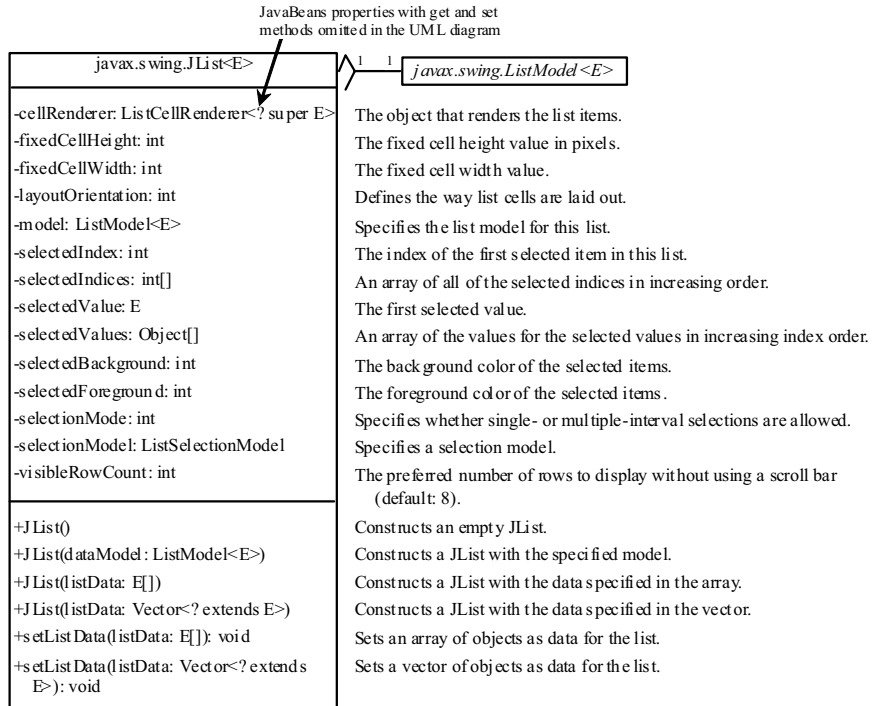 JavaBeans properties with get and set
methods omitted in the UML diagram
javax.swing.JList<E>
1 1
javax.swing.ListModel<E>
-cellRenderer: ListCellRenderer<? super E> The object that renders the list items.
-fixedCellHeight: int The fixed cell height value in pixels.
-fixedCellWidth: int The fixed cell width value.
-layoutOrientation: int Defines the way list cells are laid out.
-model: ListModel<E> Specifies the list model for this list.
-selectedIndex: int The index of the first selected item in this list.
-selectedIndices: int[] An array of all of the selected indices in increasing order.
-selectedValue: E The first selected value.
-selectedValues: Object[] An array of the values for the selected values in increasing index order.
-selectedBackground: int The background color of the selected items.
-selectedForeground: int The foreground color of the selected items.
-selectionMode: int Specifies whether single- or multiple-interval selections are allowed.
-selectionModel: ListSelectionModel Specifies a selection model.
-visibleRowCount: int The preferred number of rows to display without using a scroll bar
(default: 8).
+JList() Constructs an empty JList.
+JList(dataModel: ListModel<E>) Constructs a JList with the specified model.
+JList(listData: E[]) Constructs a JList with the data specified in the array.
+JList(listData: Vector<? extends E>) Constructs a JList with the data specified in the vector.
+setListData(listData: E[]): void Sets an array of objects as data for the list.
+setListData(listData: Vector<? extends Sets a vector of objects as data for the list.
E>): void